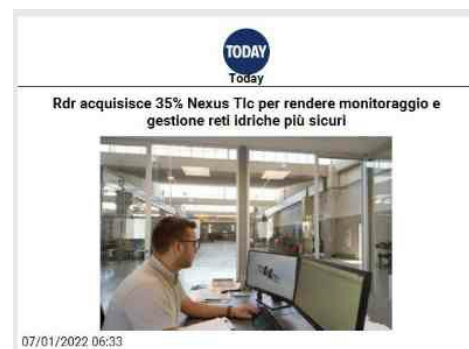 TODAY
Today
Rdr acquisisce 35% Nexus Tlc per rendere monitoraggio e
gestione reti idriche più sicuri
07/01/2022 06:33